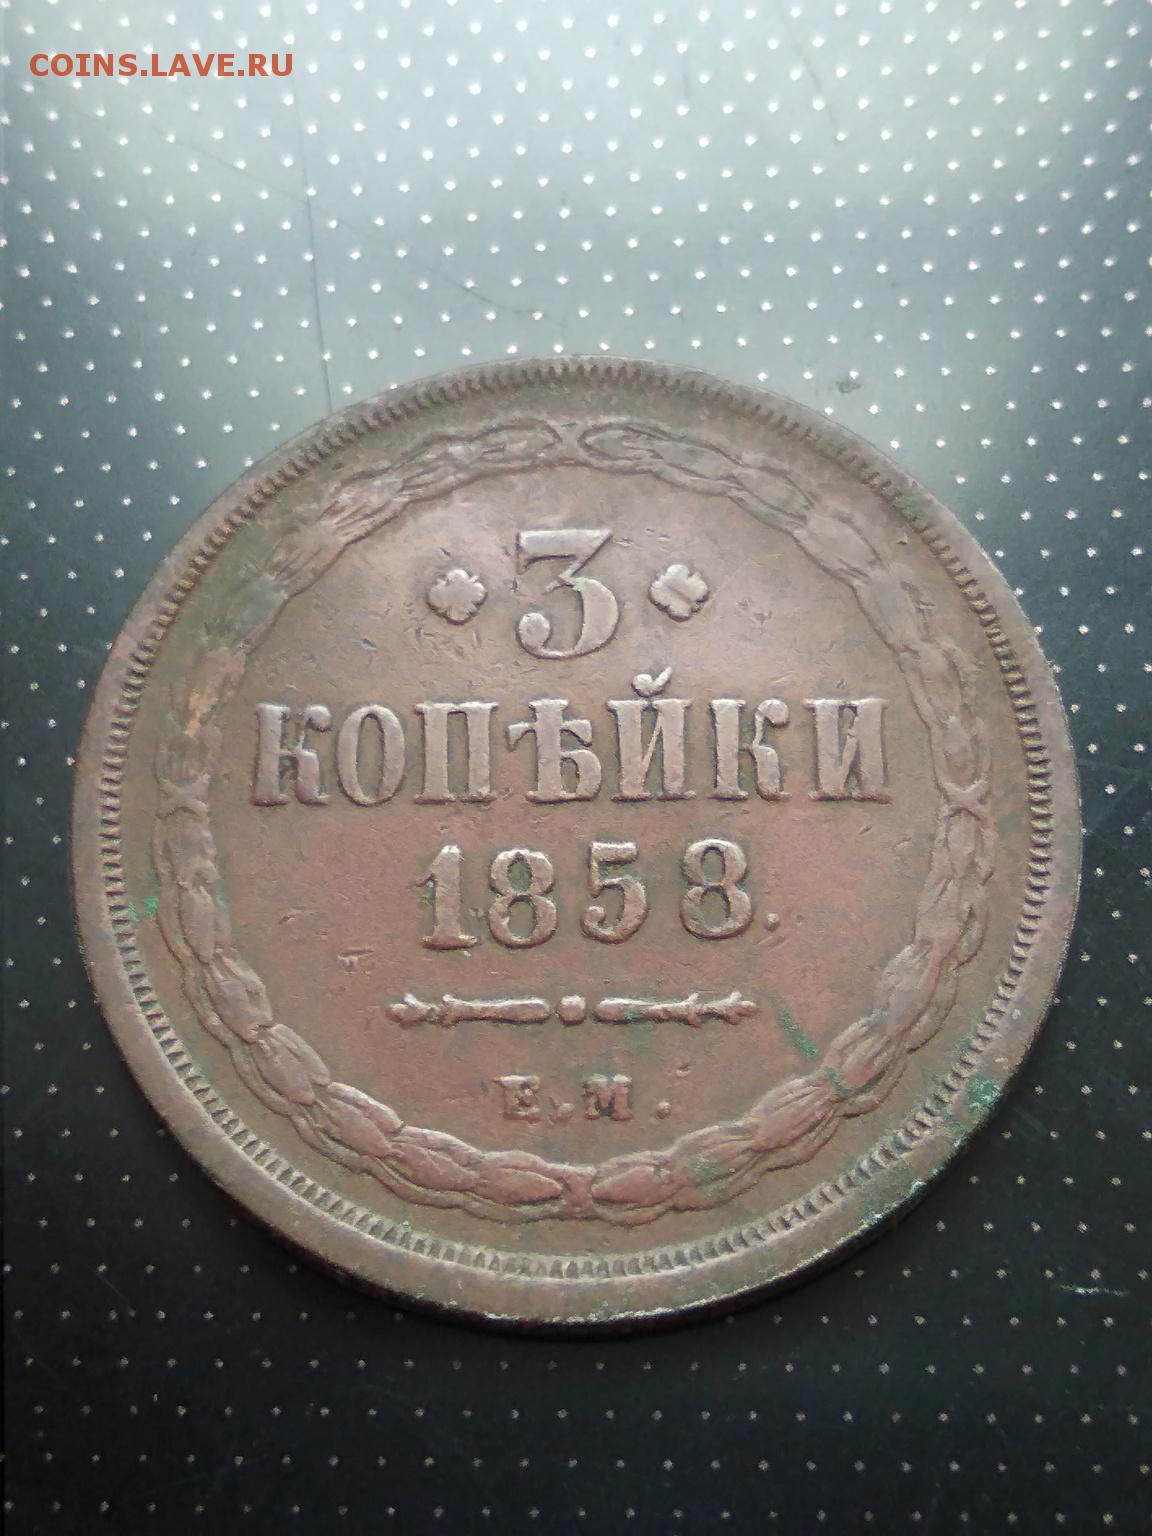 COINS.LAVE.RU
3
КОПѢЙКИ
1858.
Е.М.